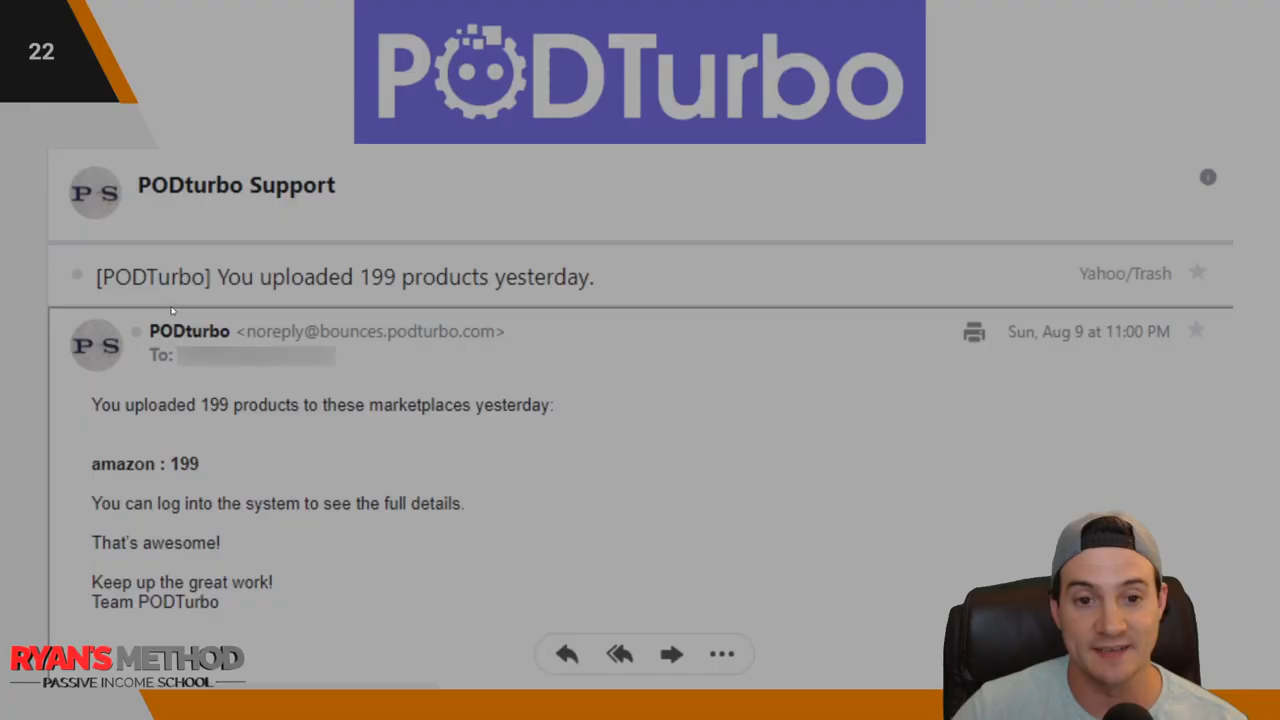 22
PODTurbo
PS
PODturbo Support
[PODTurbo] You uploaded 199 products yesterday.
Yahoo/Trash
PS
PODturbo <noreply@bounces.podturbo.com>
Sun, Aug 9 at 11:00 PM
To:
You uploaded 199 products to these marketplaces yesterday:
amazon : 199
You can log into the system to see the full details.
That's awesome!
Keep up the great work!
Team PODTurbo
RYAN'S METHOD
PASSIVE INCOME SCHOOL